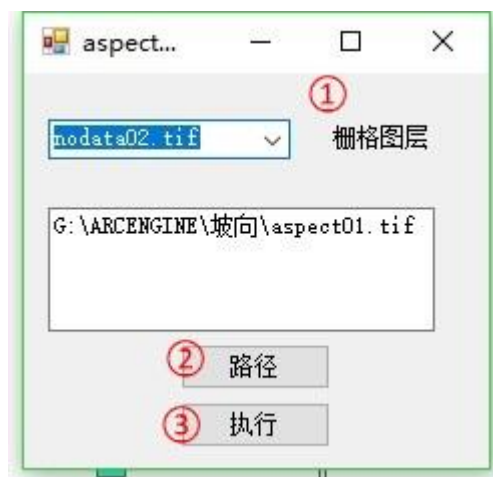 aspect...
①
nodata02.tif 栅格图层
G:\ARCENGINE\坡向\aspect01.tif
② 路径
③ 执行